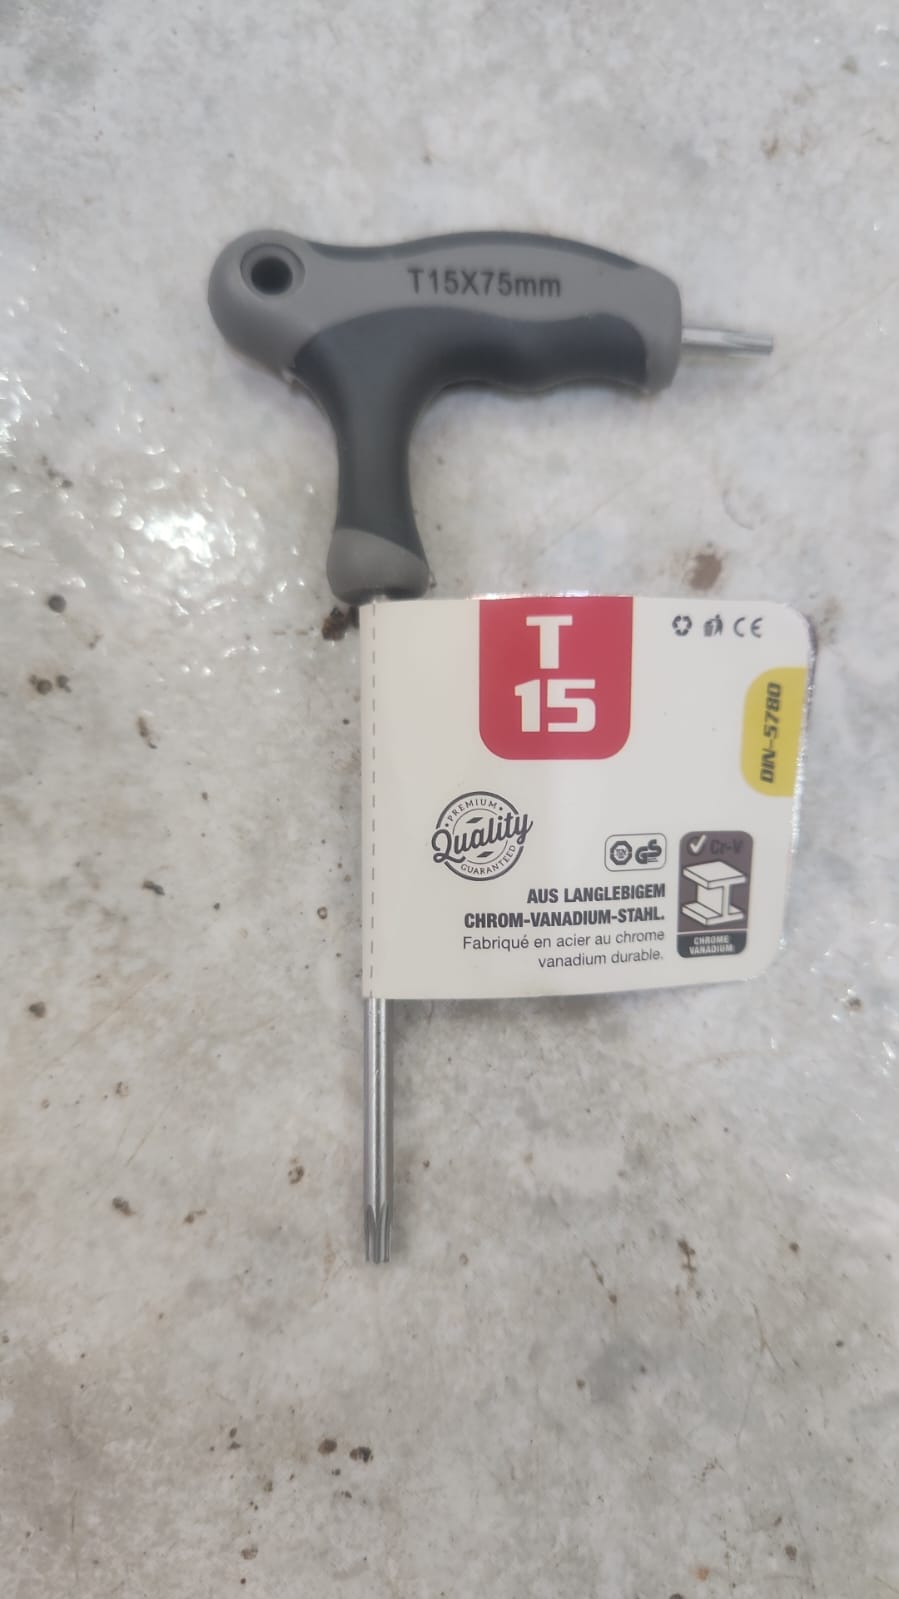 T15X75mm
T
15
CE
DIN-5780
PREMIUM
Quality
GUARANTEED
GS
Cr-V
AUS LANGLEBIGEM
CHROM-VANADIUM-STAHL.
Fabriqué en acier au chrome
vanadium durable.
CHROME
VANADIUM